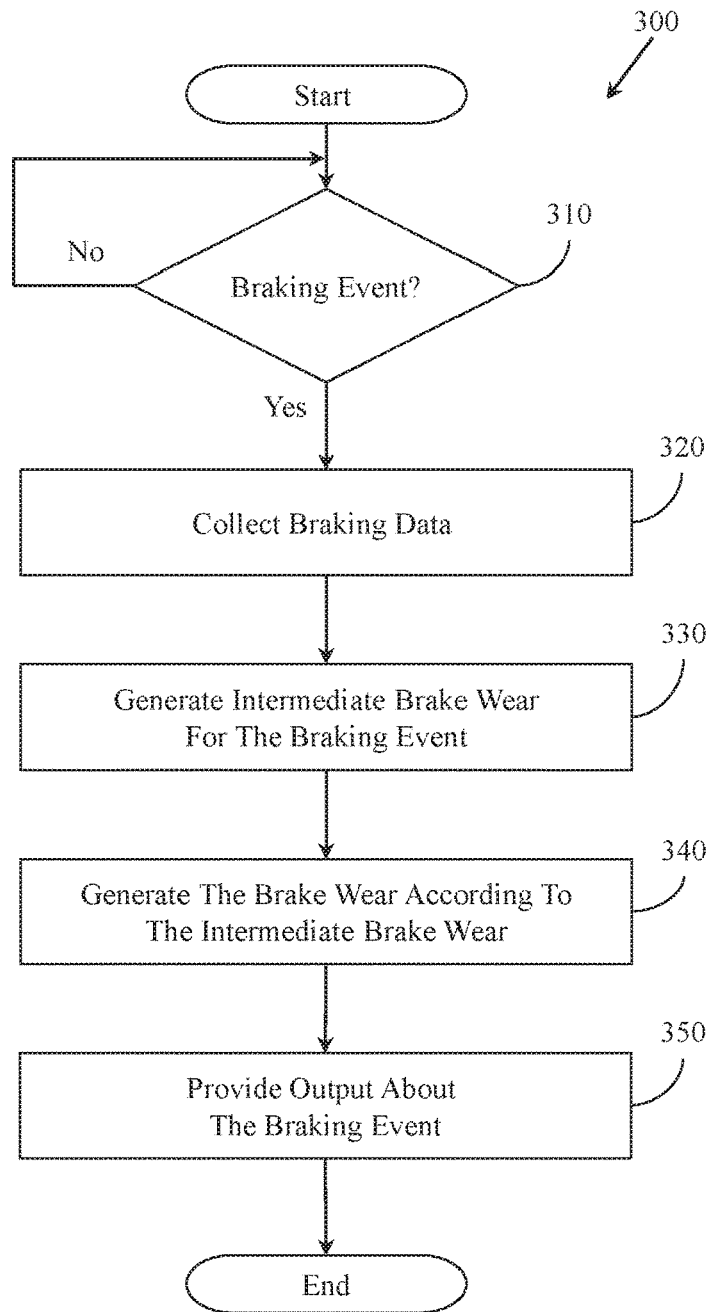 300
Start
310
No
Braking Event?
Yes
320
Collect Braking Data
330
Generate Intermediate Brake Wear
For The Braking Event
340
Generate The Brake Wear According To
The Intermediate Brake Wear
350
Provide Output About
The Braking Event
End